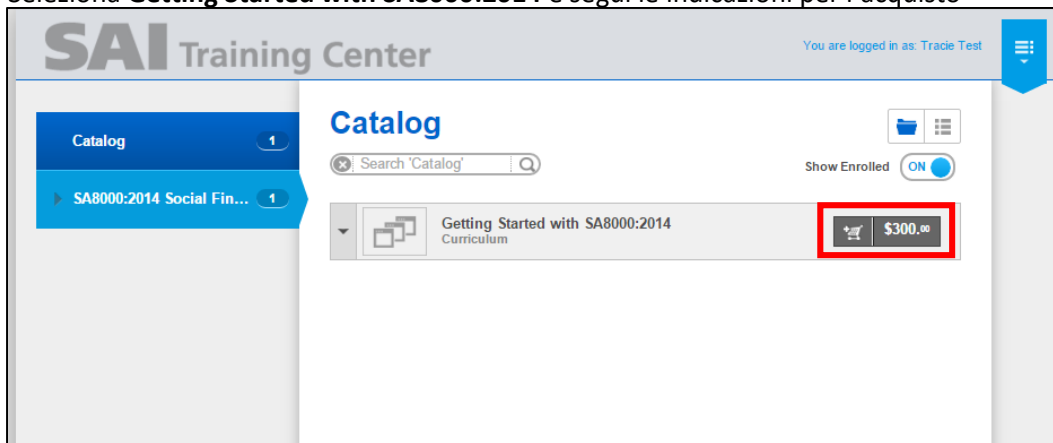 Seleziona Getting Started with SA8000:2014 e segui le indicazioni per l'acquisto
SAI Training Center
You are logged in as: Tracie Test
Catalog 1
SA8000:2014 Social Fin... 1
Catalog
Search 'Catalog'
Show Enrolled ON
Getting Started with SA8000:2014
Curriculum
$300.00